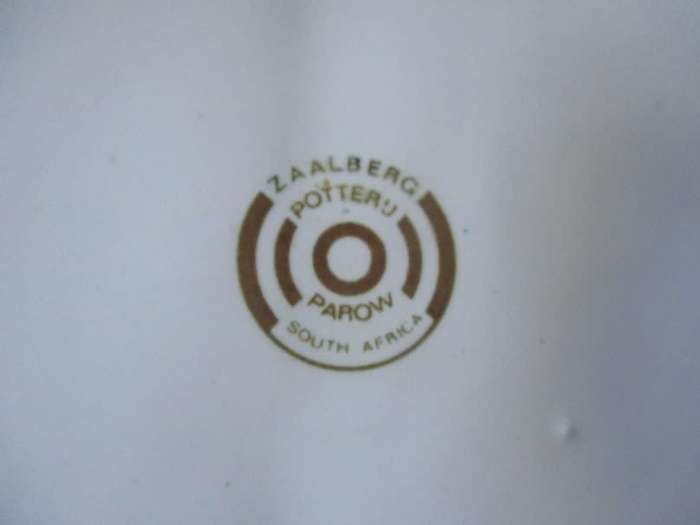 ZAALBERG
POTTERIJ
PAROW
SOUTH AFRICA